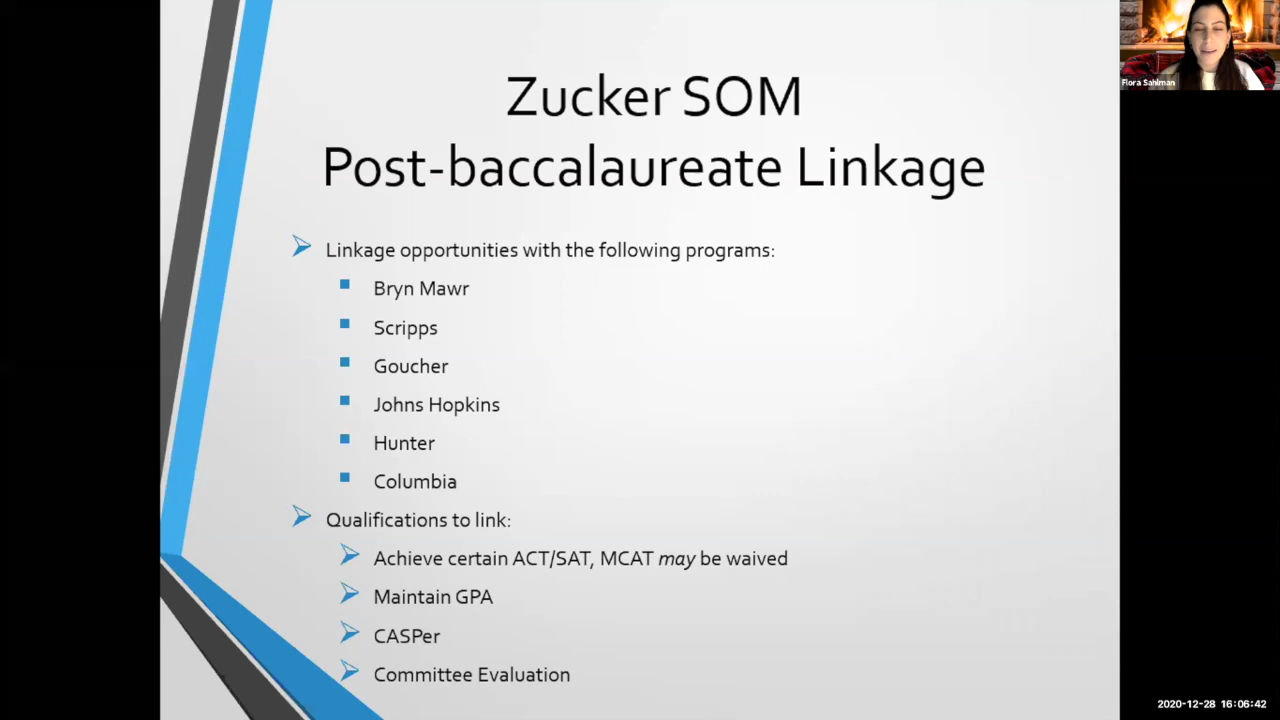 Zucker SOM
Post-baccalaureate Linkage
Linkage opportunities with the following programs:
Bryn Mawr
Scripps
Goucher
Johns Hopkins
Hunter
Columbia
Qualifications to link:
Achieve certain ACT/SAT, MCAT may be waived
Maintain GPA
CASPer
Committee Evaluation
Flora Sahlman
2020-12-28 16:06:42